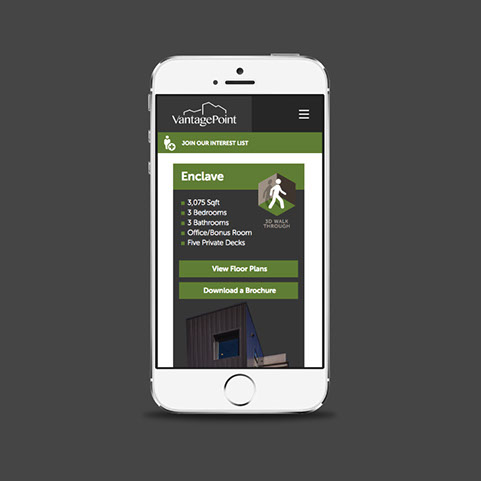 VantagePoint
JOIN OUR INTEREST LIST
Enclave
3,075 Sqft
3 Bedrooms
3 Bathrooms
Office/Bonus Room
Five Private Decks
3D WALK
THROUGH
View Floor Plans
Download a Brochure